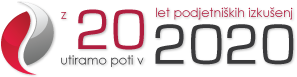 z 20 let podjetniških izkušenj
utiramo poti v 2020